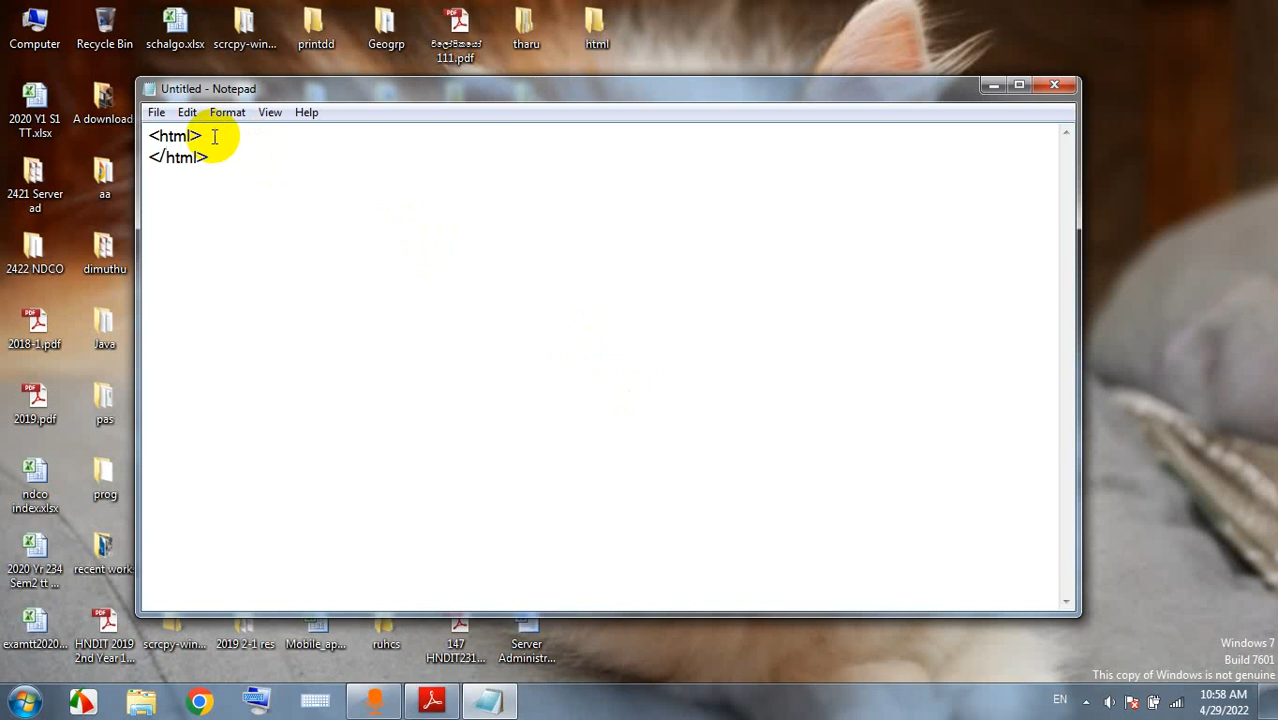 Computer
Recycle Bin
schalgo.xlsx
scrcpy-win...
printdd
Geogrp
විලෝපිකයෝ
111.pdf
tharu
html
Untitled - Notepad
File Edit Format View Help
<html>
</html>
2020 Y1 S1
TT.xlsx
A download
2421 Server
ad
aa
2422 NDCO
dimuthu
2018-1.pdf
Java
2019.pdf
pas
ndco
index.xlsx
prog
2020 Yr 234
Sem2 tt ...
recent work
examtt2020...
HNDIT 2019
2nd Year 1...
scrcpy-win...
2019 2-1 res
Mobile_ap...
ruhcs
147
HNDIT231...
Server
Administr...
Windows 7
Build 7601
This copy of Windows is not genuine
EN
10:58 AM
4/29/2022